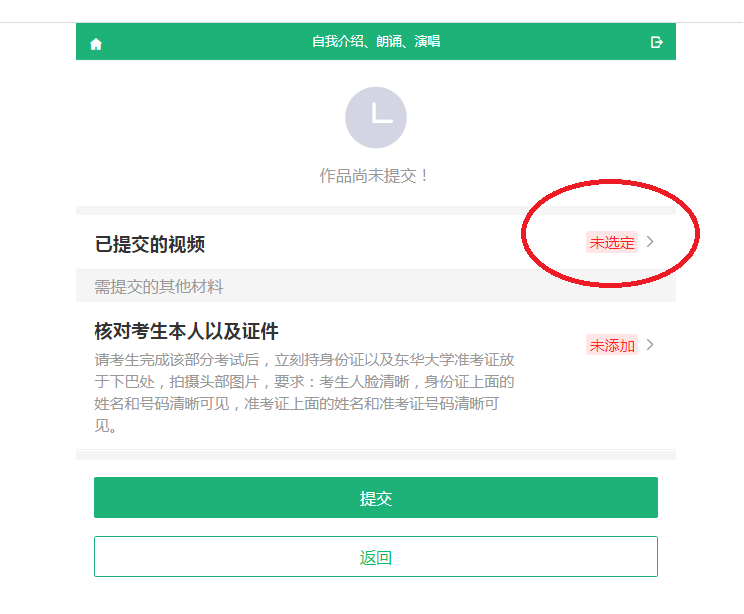 自我介绍、朗诵、演唱
作品尚未提交！
已提交的视频
未选定
需提交的其他材料
核对考生本人以及证件
未添加
请考生完成该部分考试后，立刻持身份证以及东华大学准考证放
于下巴处，拍摄头部图片，要求：考生人脸清晰，身份证上面的
姓名和号码清晰可见，准考证上面的姓名和准考证号码清晰可
见。
提交
返回